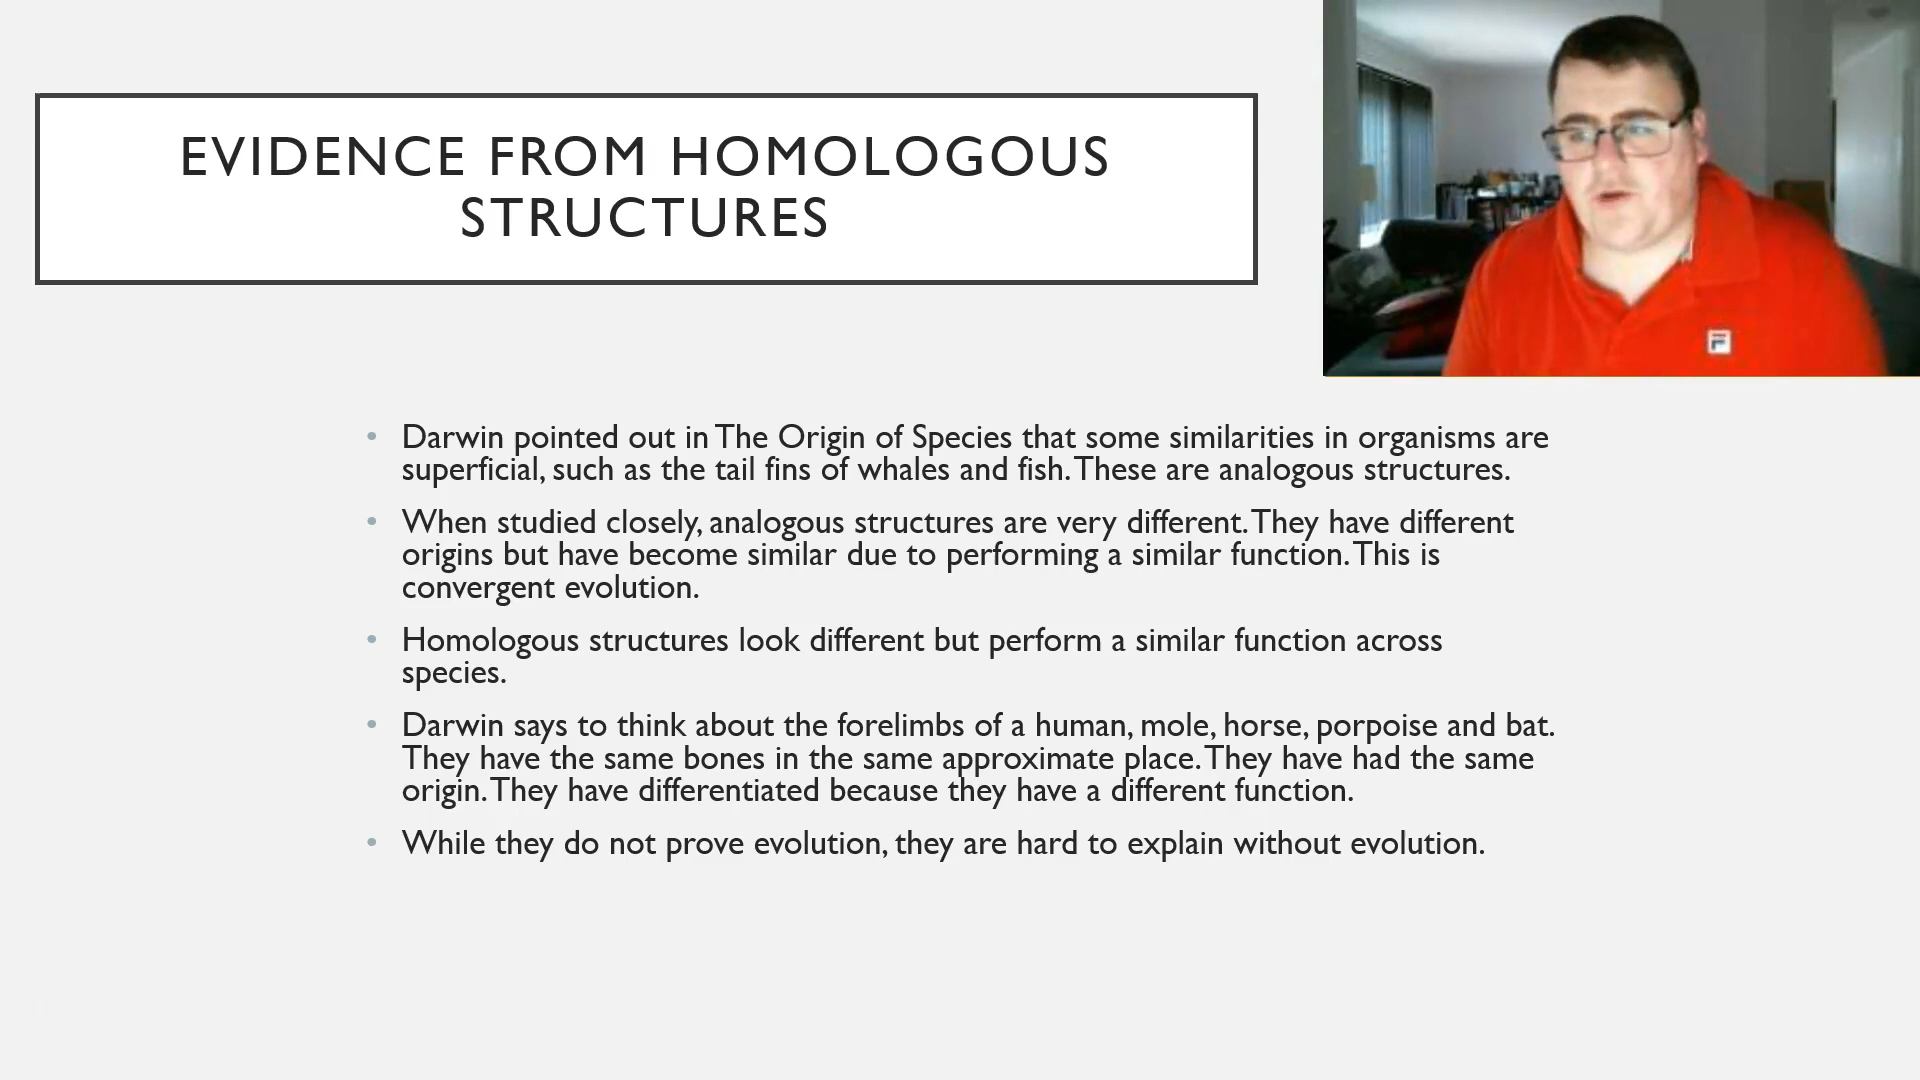 EVIDENCE FROM HOMOLOGOUS
STRUCTURES
F
• Darwin pointed out in The Origin of Species that some similarities in organisms are
superficial, such as the tail fins of whales and fish. These are analogous structures.
• When studied closely, analogous structures are very different. They have different
origins but have become similar due to performing a similar function. This is
convergent evolution.
• Homologous structures look different but perform a similar function across
species.
• Darwin says to think about the forelimbs of a human, mole, horse, porpoise and bat.
They have the same bones in the same approximate place. They have had the same
origin. They have differentiated because they have a different function.
• While they do not prove evolution, they are hard to explain without evolution.